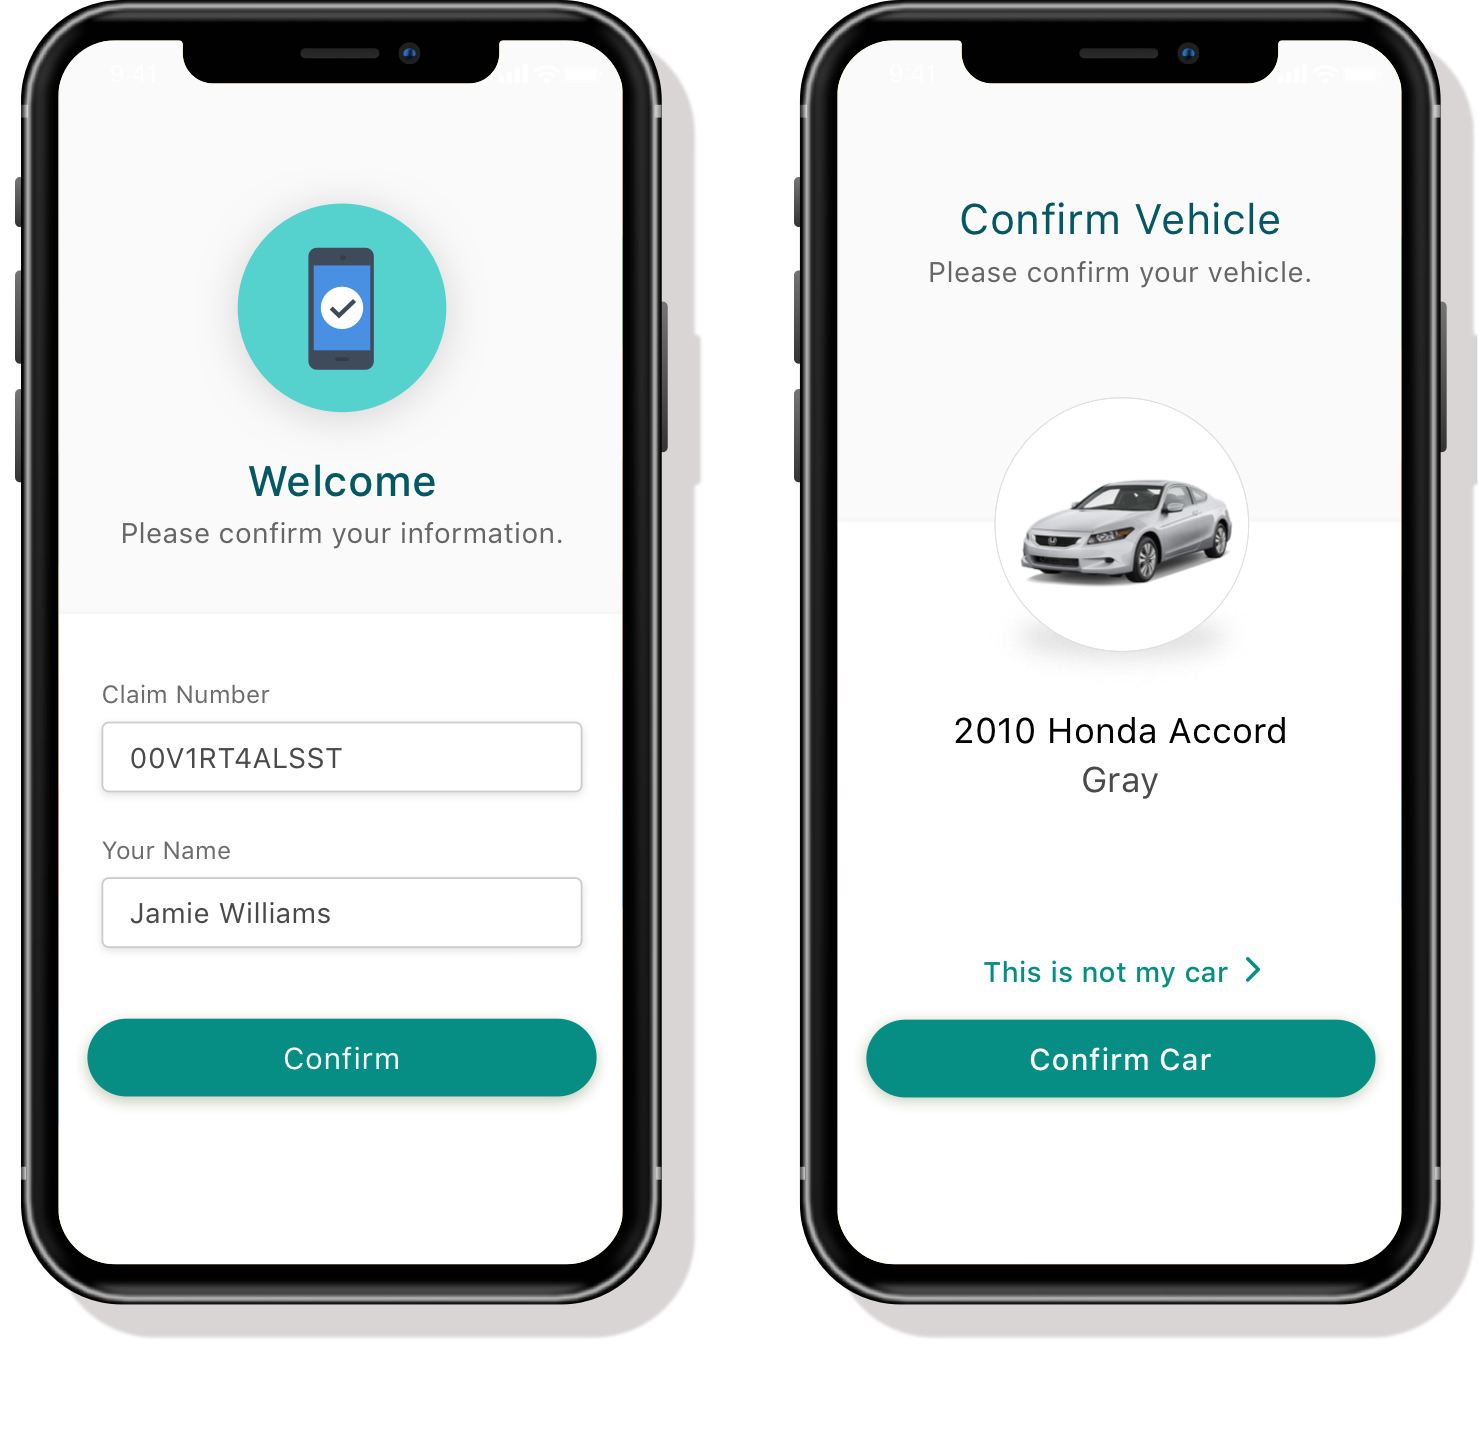 9:41
Welcome
Please confirm your information.
Claim Number
00V1RT4ALSST
Your Name
Jamie Williams
Confirm
9:41
Confirm Vehicle
Please confirm your vehicle.
2010 Honda Accord
Gray
This is not my car
Confirm Car